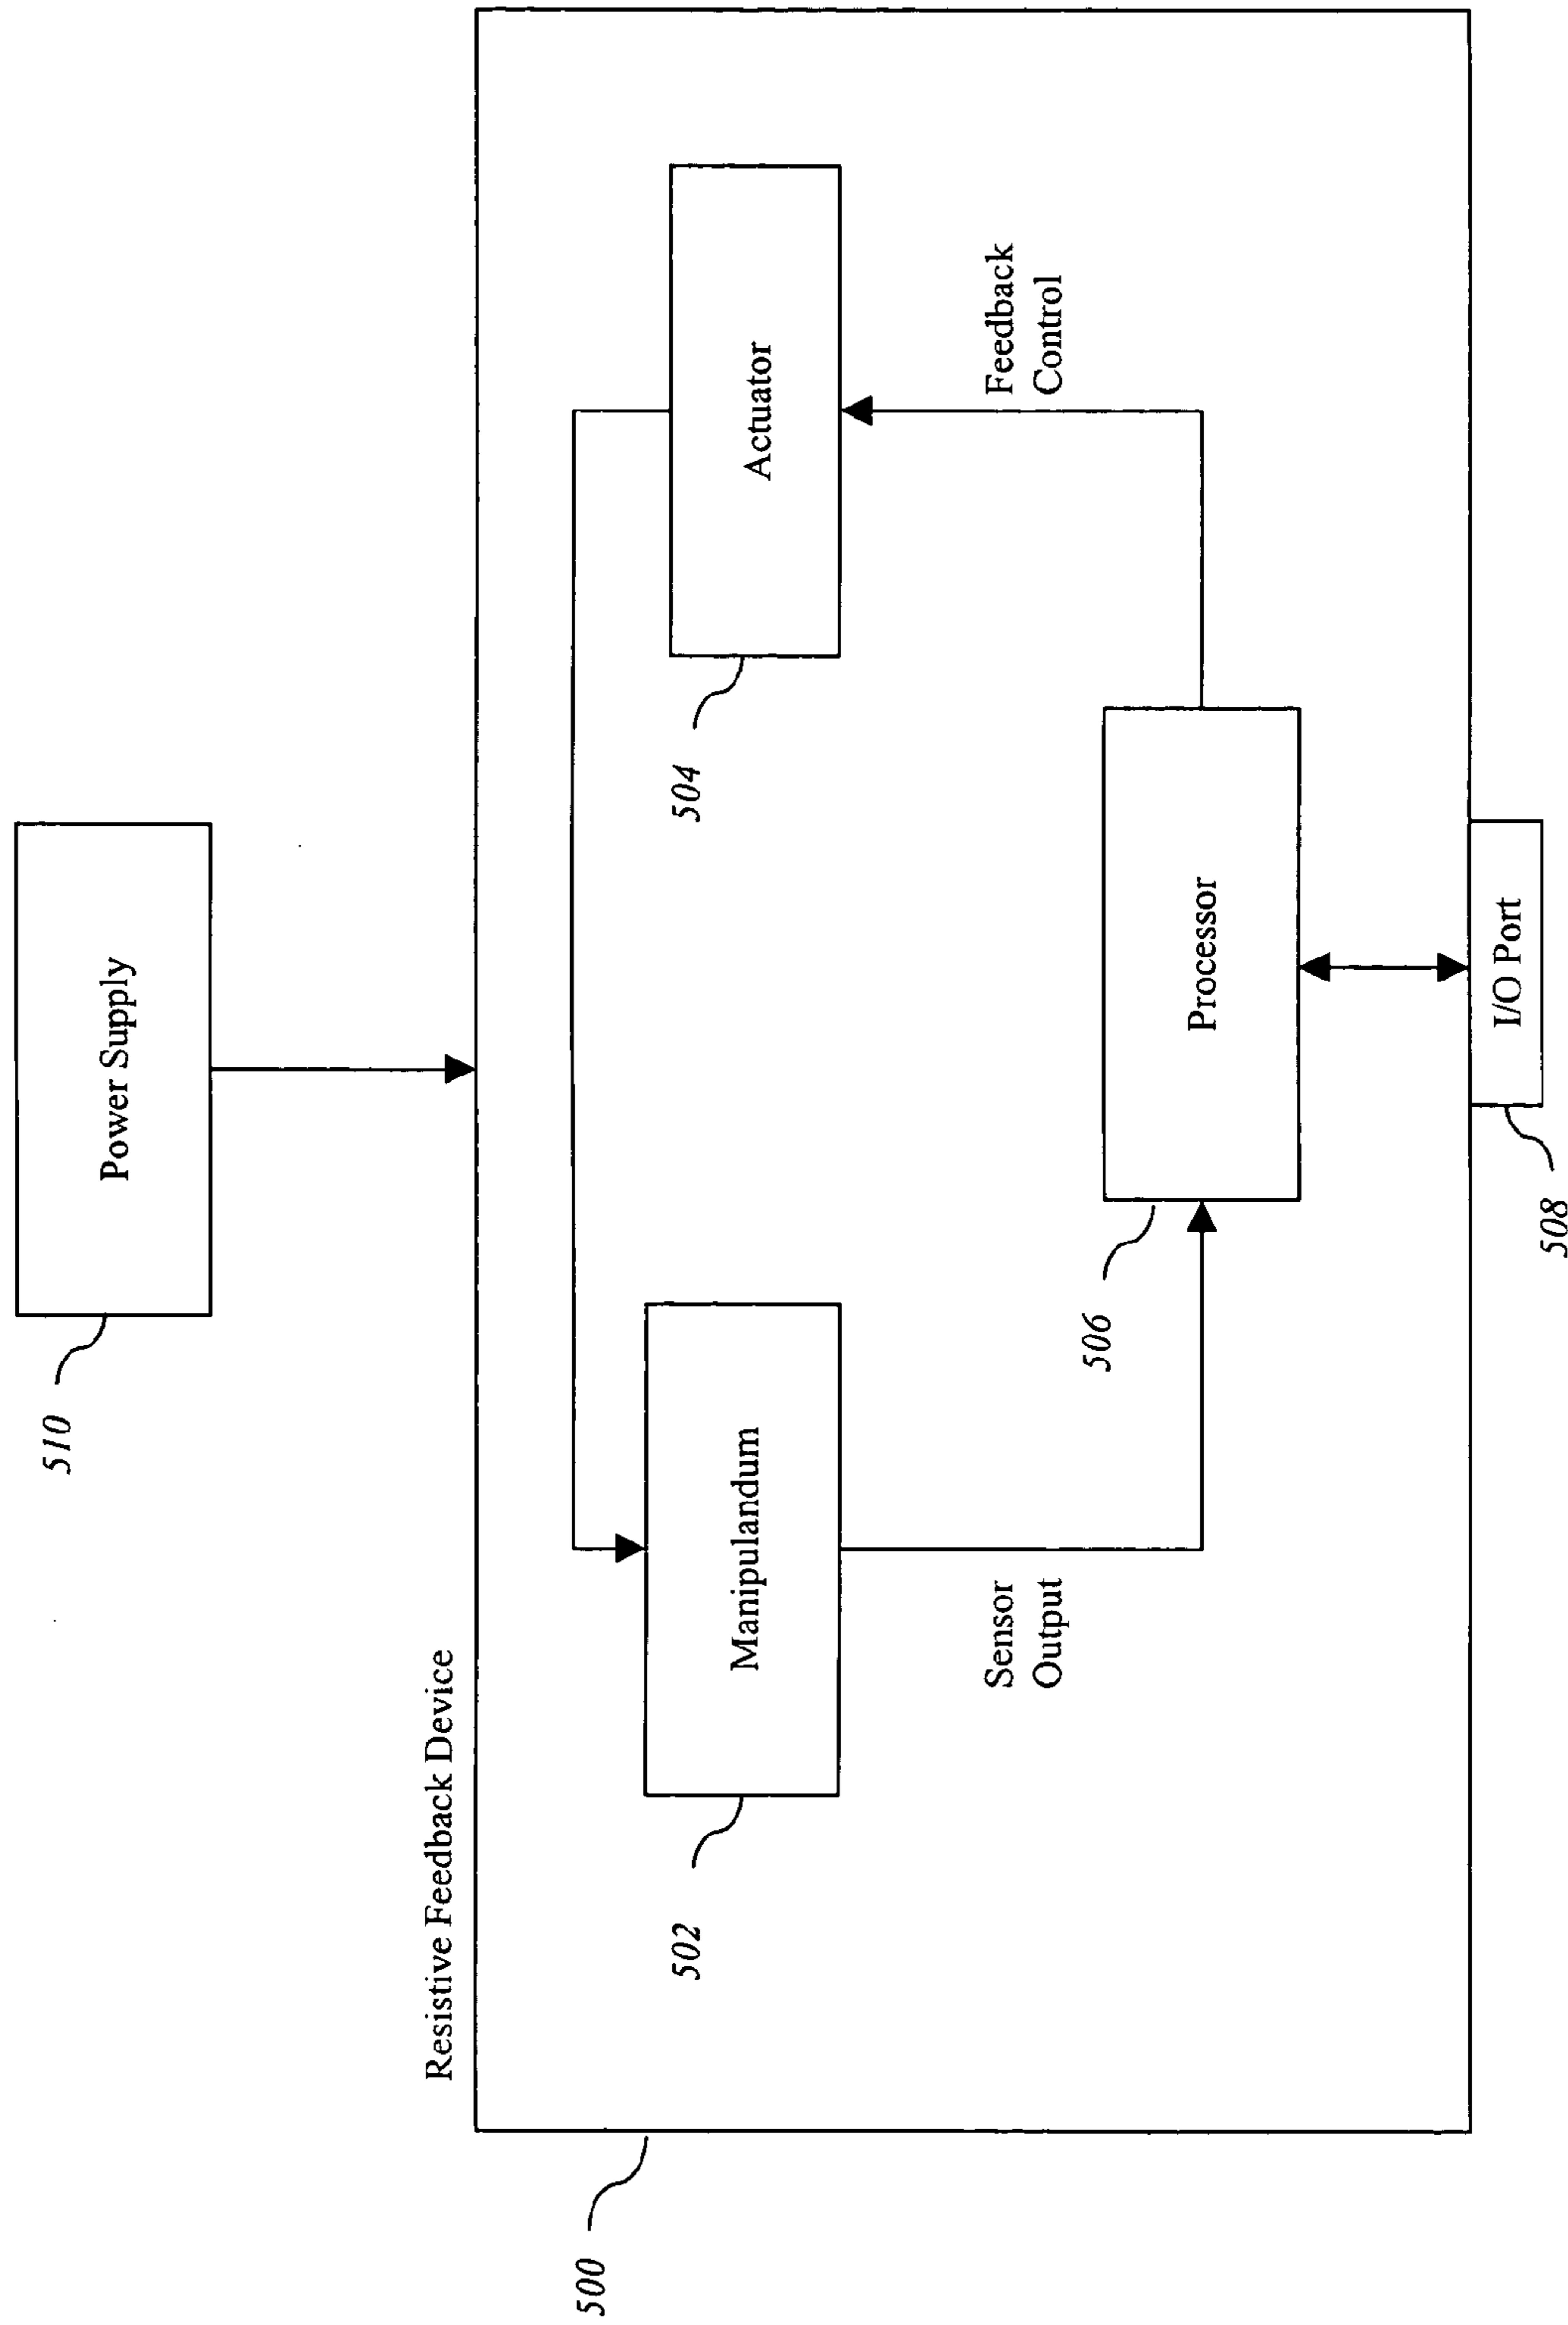 510
Power Supply
Resistive Feedback Device
500
502
Manipulandum
504
Actuator
Sensor
Output
Feedback
Control
506
Processor
508
I/O Port